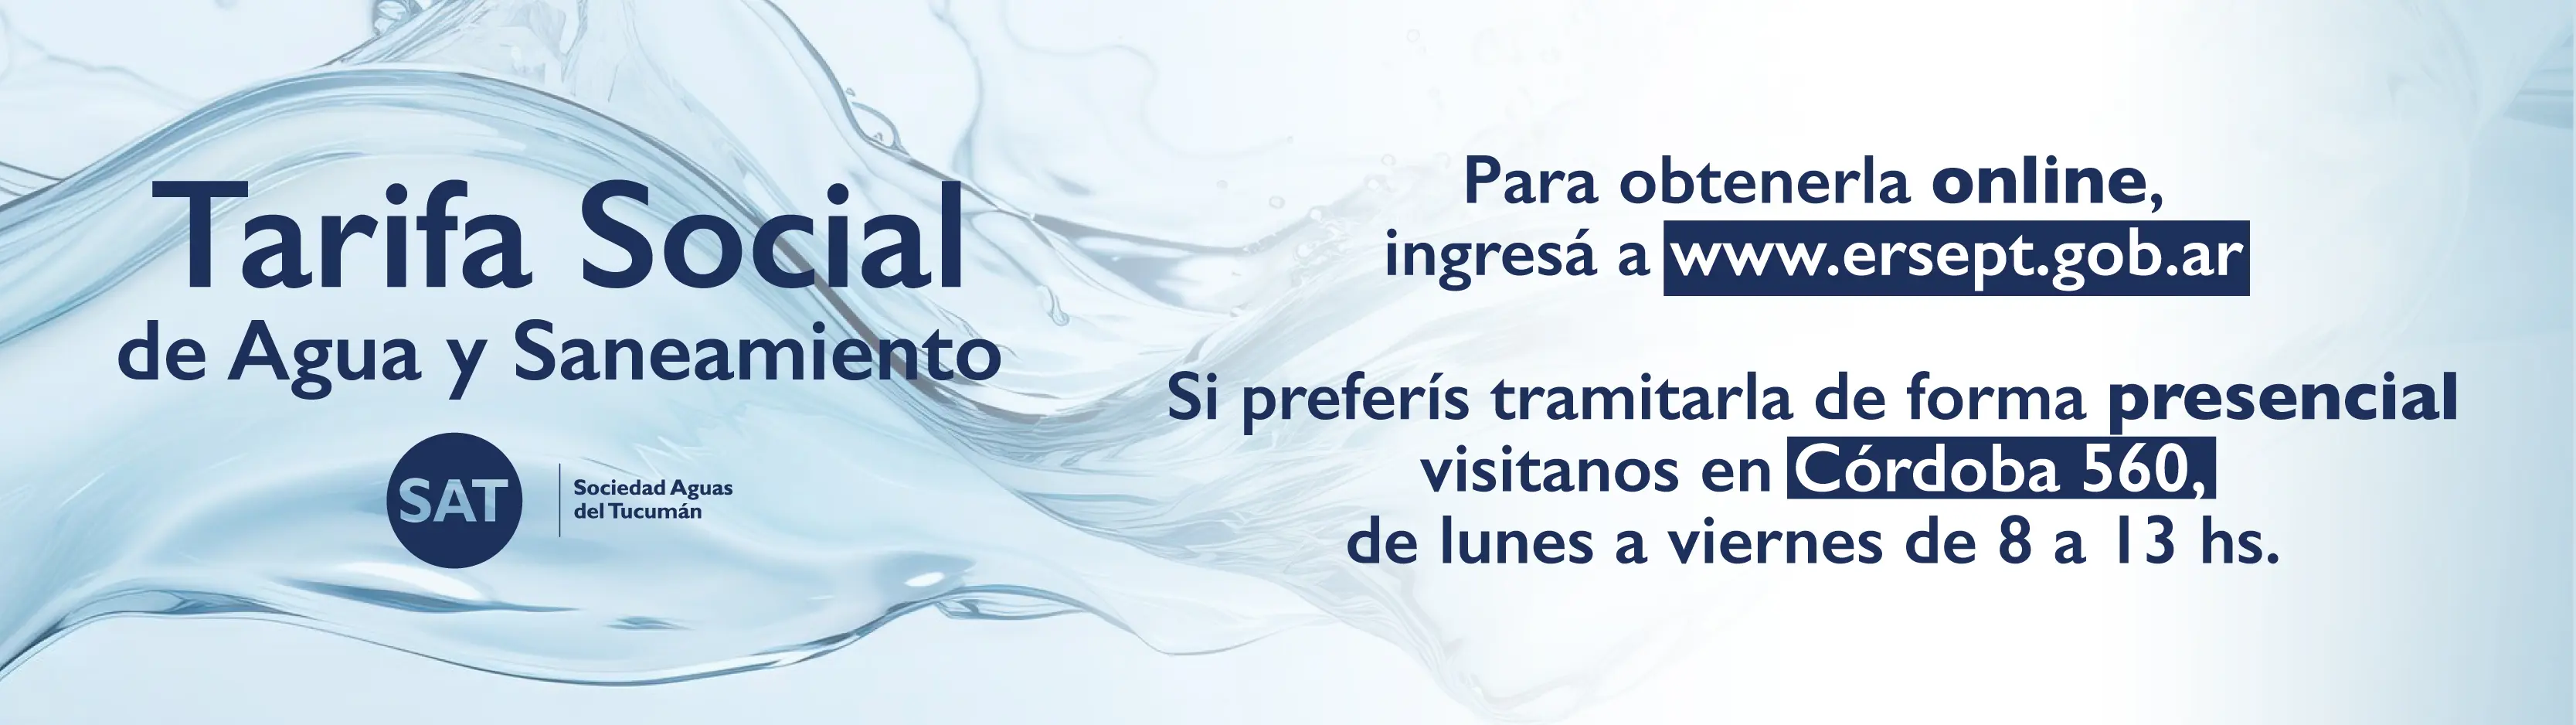 Tarifa Social
de Agua y Saneamiento
SAT
Sociedad Aguas
del Tucumán
Para obtenerla online,
ingresá a www.ersept.gob.ar
Si preferís tramitarla de forma presencial
visitanos en Córdoba 560,
de lunes a viernes de 8 a 13 hs.